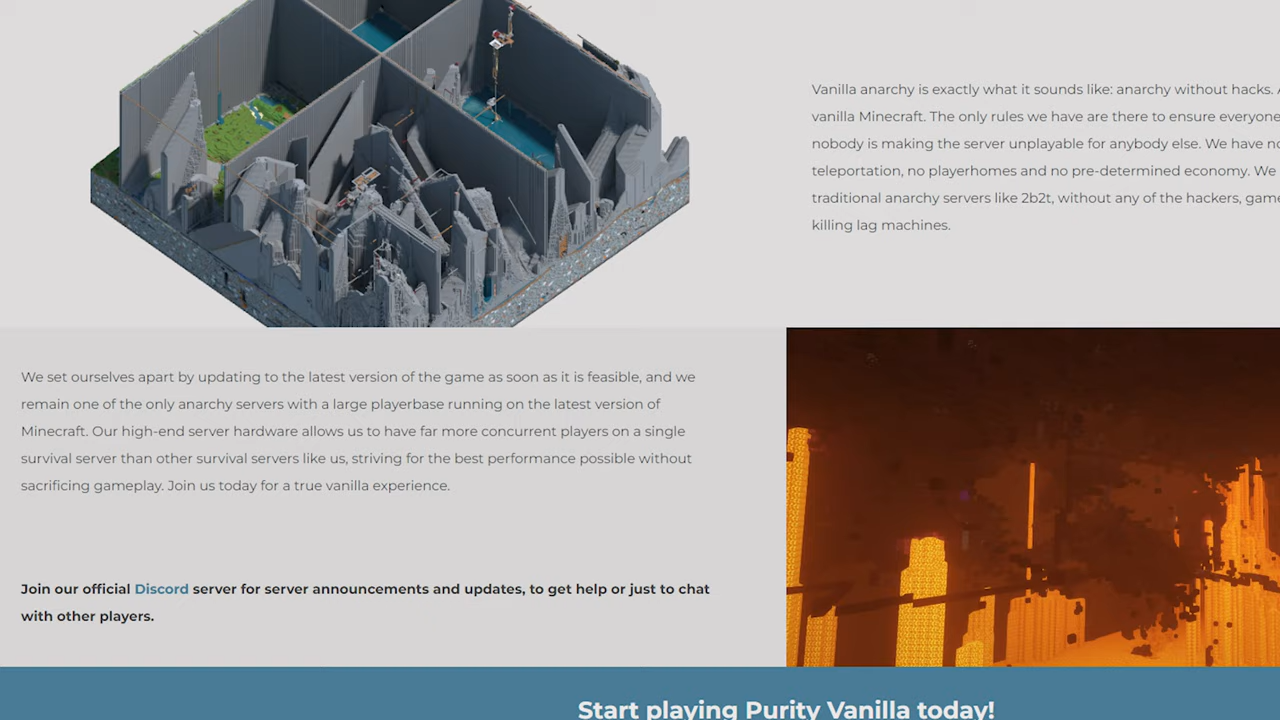 Vanilla anarchy is exactly what it sounds like: anarchy without hacks.
vanilla Minecraft. The only rules we have are there to ensure everyone
nobody is making the server unplayable for anybody else. We have
teleportation, no playerhomes and no pre-determined economy. We
traditional anarchy servers like 2b2t, without any of the hackers,
killing lag machines.
We set ourselves apart by updating to the latest version of the game as soon as it is feasible, and we
remain one of the only anarchy servers with a large playerbase running on the latest version of
Minecraft. Our high-end server hardware allows us to have far more concurrent players on a single
survival server than other survival servers like us, striving for the best performance possible without
sacrificing gameplay. Join us today for a true vanilla experience.
Join our official Discord server for server announcements and updates, to get help or just to chat
with other players.
Start playing Purity Vanilla today!